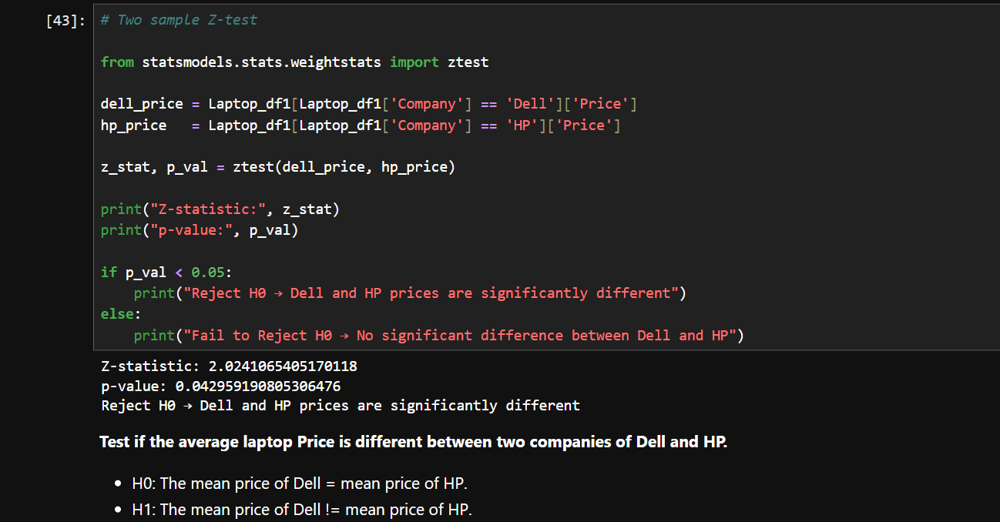 [43]:
# Two sample Z-test
from statsmodels.stats.weightstats import ztest
dell_price = Laptop_df1[Laptop_df1['Company'] == 'Dell']['Price']
hp_price   = Laptop_df1[Laptop_df1['Company'] == 'HP']['Price']
z_stat, p_val = ztest(dell_price, hp_price)
print("Z-statistic:", z_stat)
print("p-value:", p_val)
if p_val < 0.05:
    print("Reject H0 → Dell and HP prices are significantly different")
else:
    print("Fail to Reject H0 → No significant difference between Dell and HP")
Z-statistic: 2.0241065405170118
p-value: 0.042959190805306476
Reject H0 → Dell and HP prices are significantly different
Test if the average laptop Price is different between two companies of Dell and HP.
• H0: The mean price of Dell = mean price of HP.
• H1: The mean price of Dell != mean price of HP.